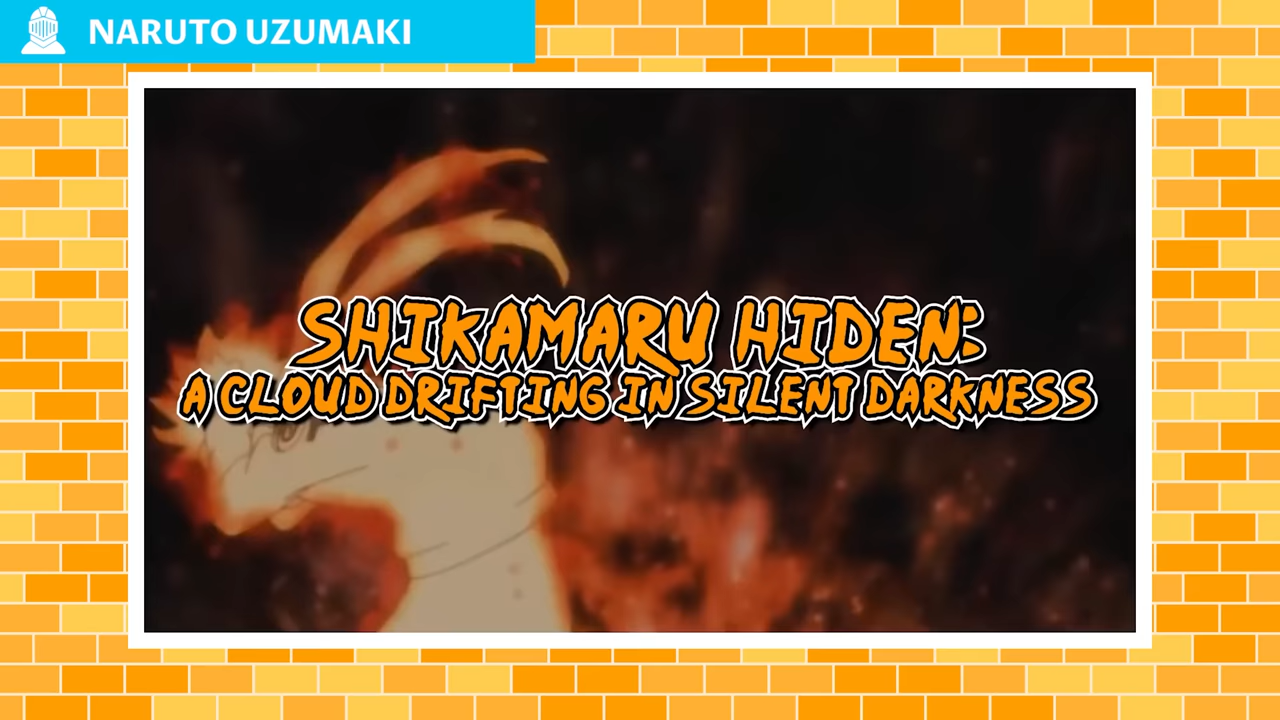 NARUTO UZUMAKI
SHIKAMARU HIDEN:
A CLOUD DRIFTING IN SILENT DARKNESS